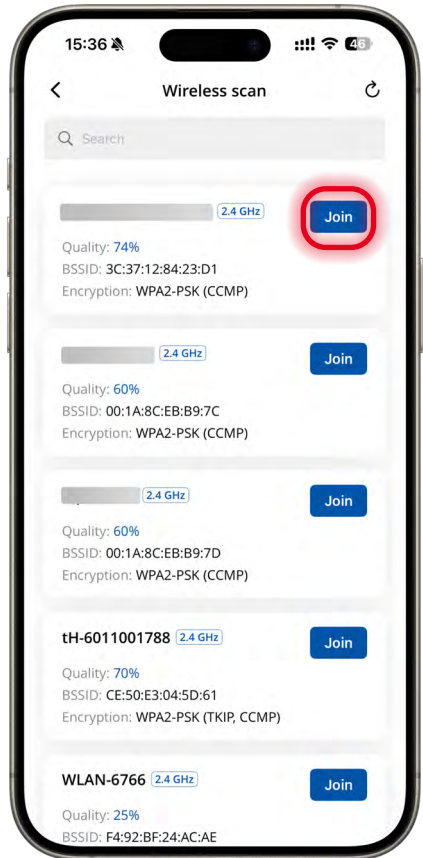 15:36
46
Wireless scan
Search
2.4 GHz
Join
Quality: 74%
BSSID: 3C:37:12:84:23:D1
Encryption: WPA2-PSK (CCMP)
2.4 GHz
Join
Quality: 60%
BSSID: 00:1A:8C:EB:B9:7C
Encryption: WPA2-PSK (CCMP)
2.4 GHz
Join
Quality: 60%
BSSID: 00:1A:8C:EB:B9:7D
Encryption: WPA2-PSK (CCMP)
tH-6011001788 2.4 GHz
Join
Quality: 70%
BSSID: CE:50:E3:04:5D:61
Encryption: WPA2-PSK (TKIP, CCMP)
WLAN-6766 2.4 GHz
Join
Quality: 25%
BSSID: F4:92:BF:24:AC:AE